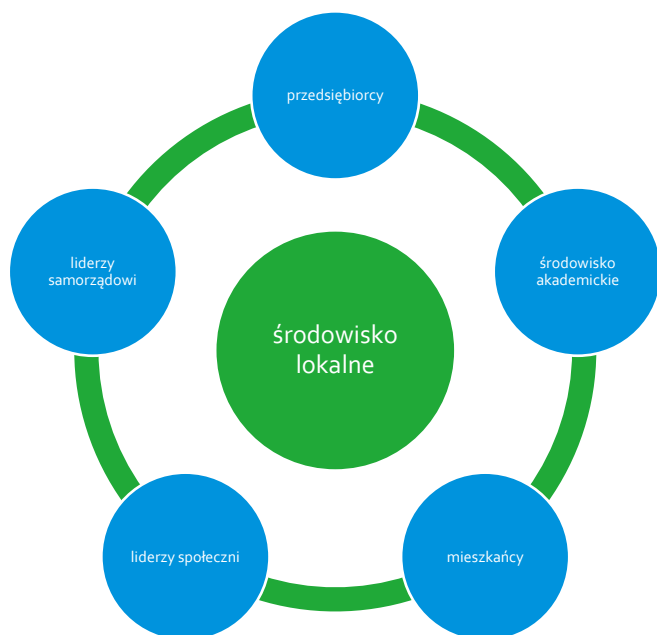 przedsiębiorcy
liderzy
samorządowi
środowisko
akademickie
środowisko
lokalne
liderzy społeczni
mieszkańcy